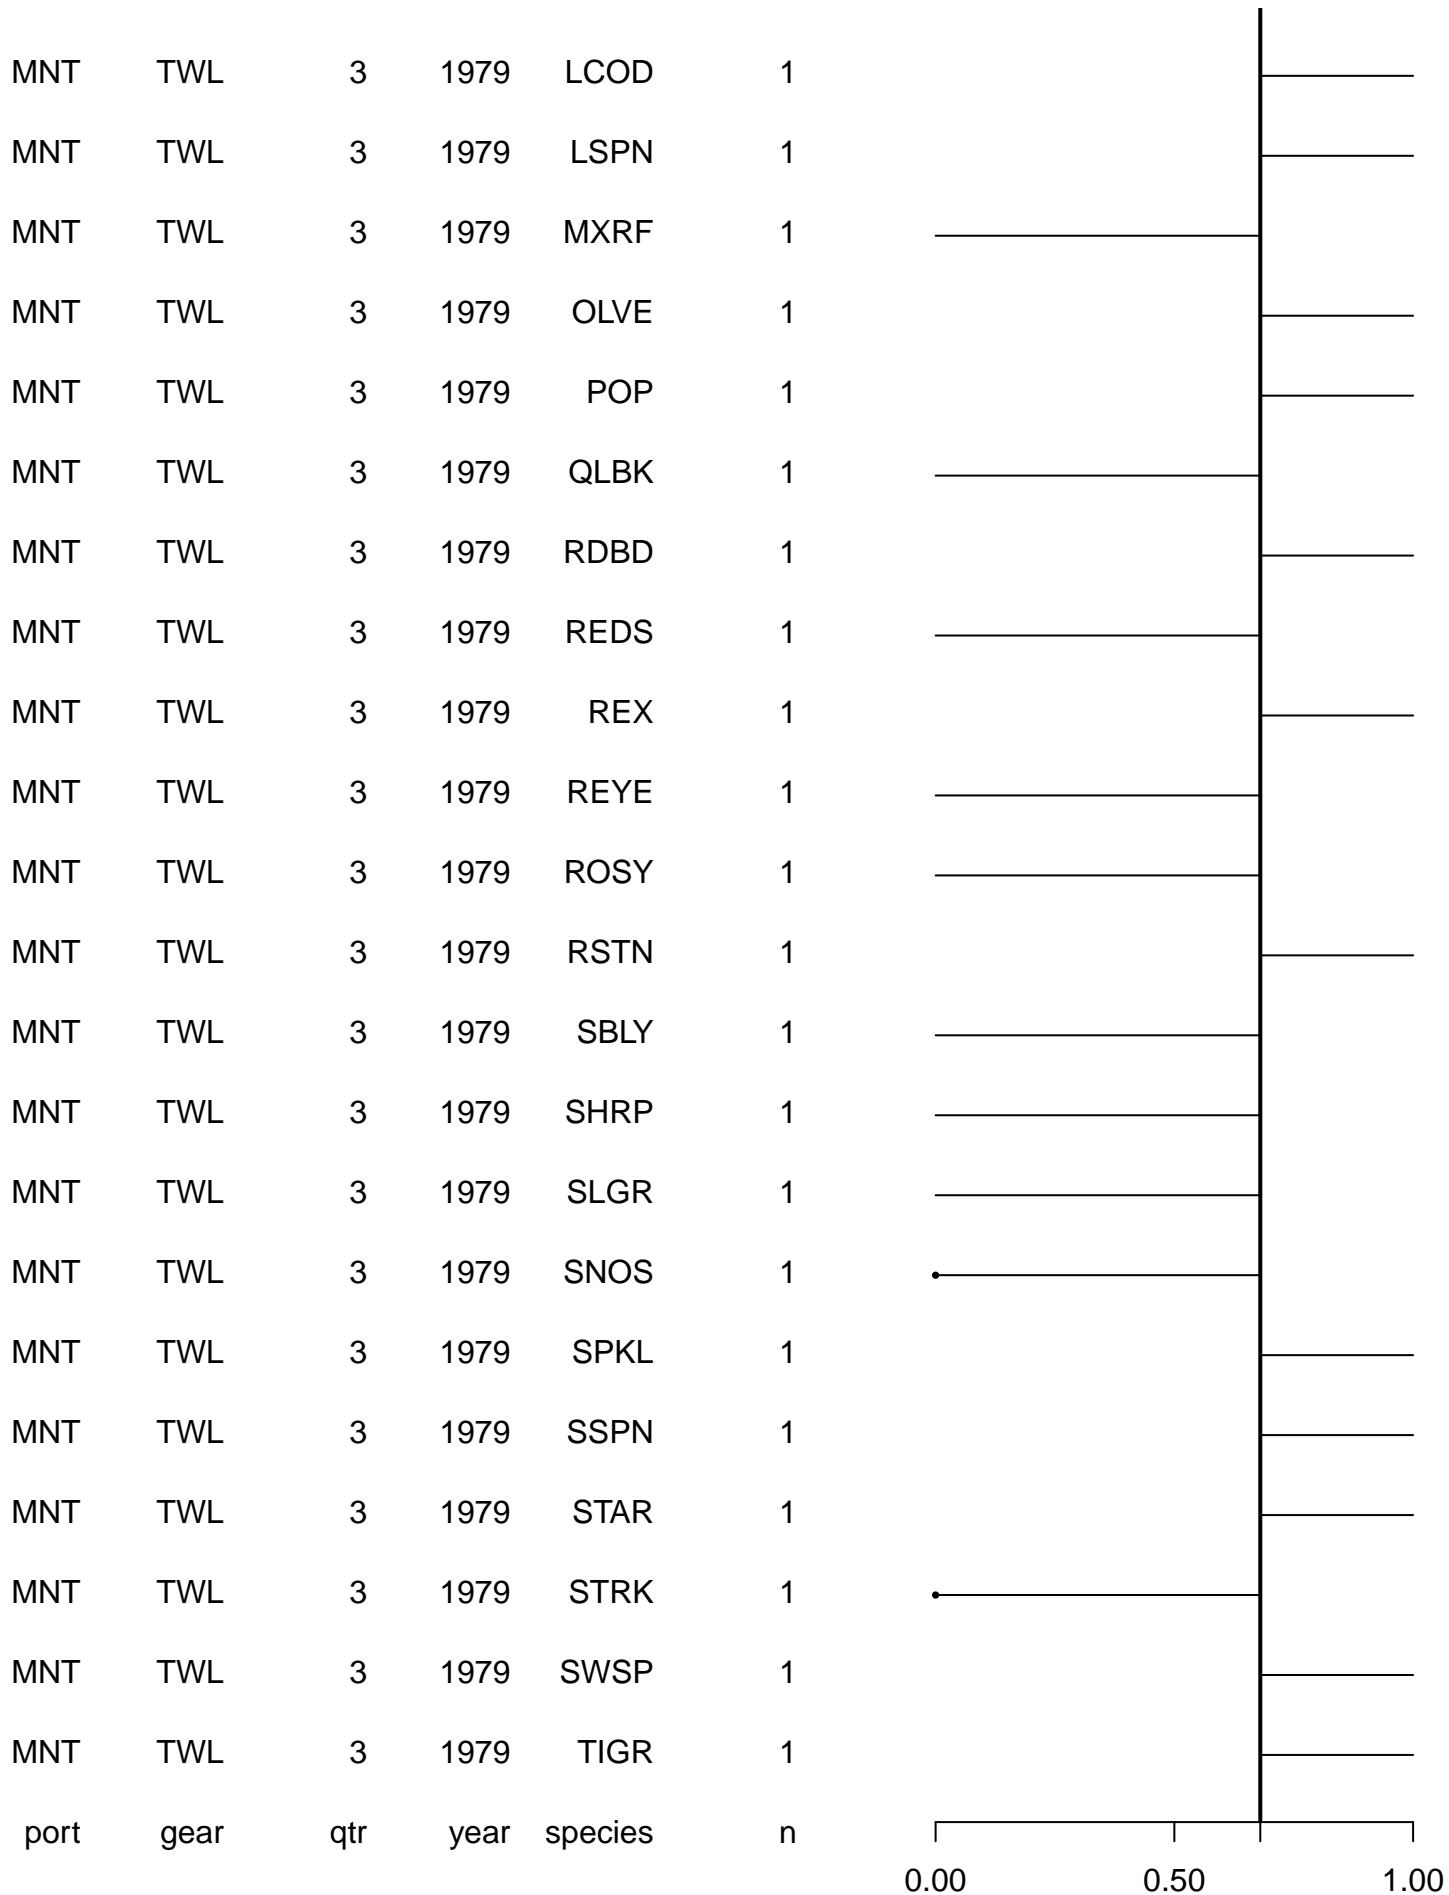 MNT TWL 3 1979 LCOD 1
MNT TWL 3 1979 LSPN 1
MNT TWL 3 1979 MXRF 1
MNT TWL 3 1979 OLVE 1
MNT TWL 3 1979 POP 1
MNT TWL 3 1979 QLBK 1
MNT TWL 3 1979 RDBD 1
MNT TWL 3 1979 REDS 1
MNT TWL 3 1979 REX 1
MNT TWL 3 1979 REYE 1
MNT TWL 3 1979 ROSY 1
MNT TWL 3 1979 RSTN 1
MNT TWL 3 1979 SBLY 1
MNT TWL 3 1979 SHRP 1
MNT TWL 3 1979 SLGR 1
MNT TWL 3 1979 SNOS 1
MNT TWL 3 1979 SPKL 1
MNT TWL 3 1979 SSPN 1
MNT TWL 3 1979 STAR 1
MNT TWL 3 1979 STRK 1
MNT TWL 3 1979 SWSP 1
MNT TWL 3 1979 TIGR 1
port gear qtr year species n
0.00 0.50 1.00